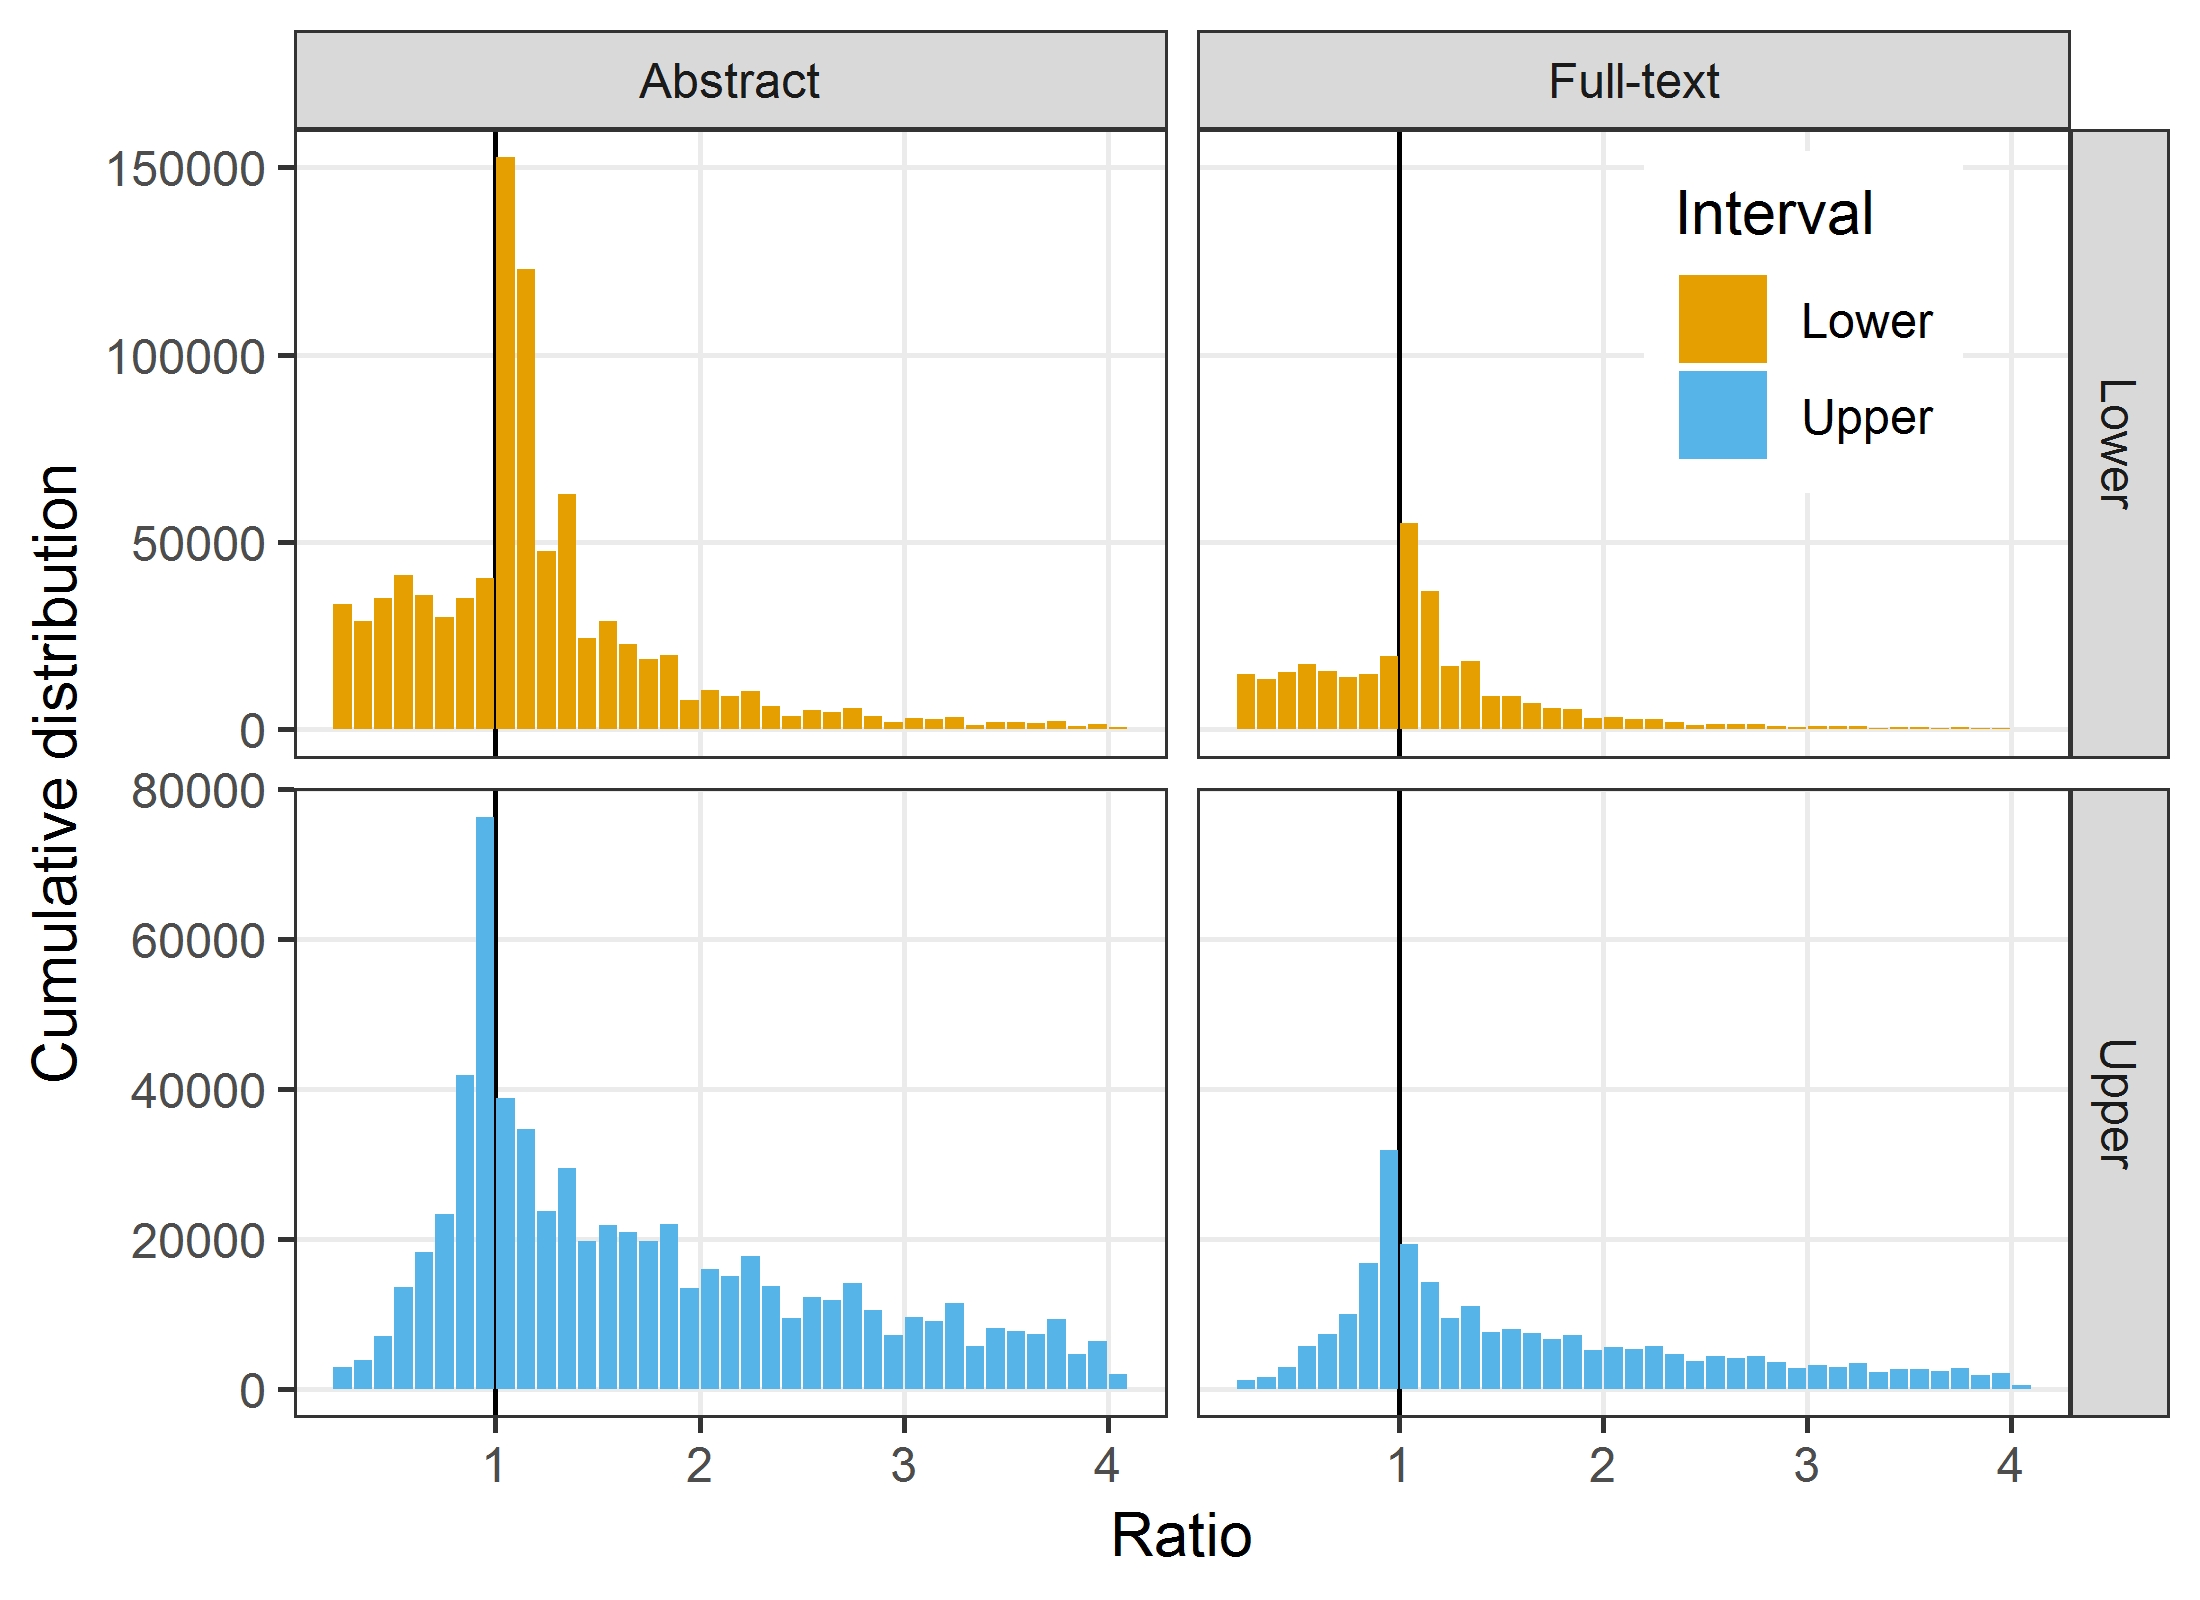 Abstract
Full-text
Cumulative distribution
150000
100000
50000
0
Interval
Lower
Upper
Lower
80000
60000
40000
20000
0
Upper
1 2 3 4
1 2 3 4
Ratio